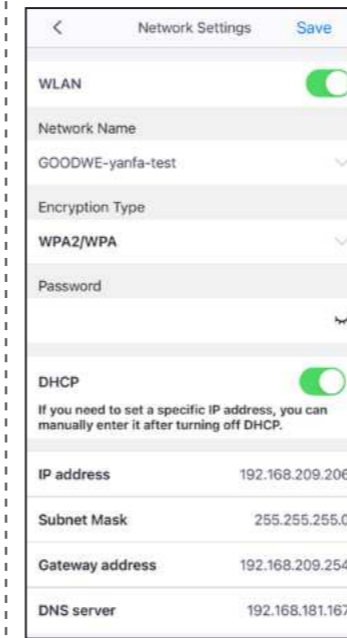 Network Settings Save
WLAN
Network Name
GOODWE-yanfa-test
Encryption Type
WPA2/WPA
Password
DHCP
If you need to set a specific IP address, you can
manually enter it after turning off DHCP.
IP address 192.168.209.206
Subnet Mask 255.255.255.0
Gateway address 192.168.209.254
DNS server 192.168.181.167